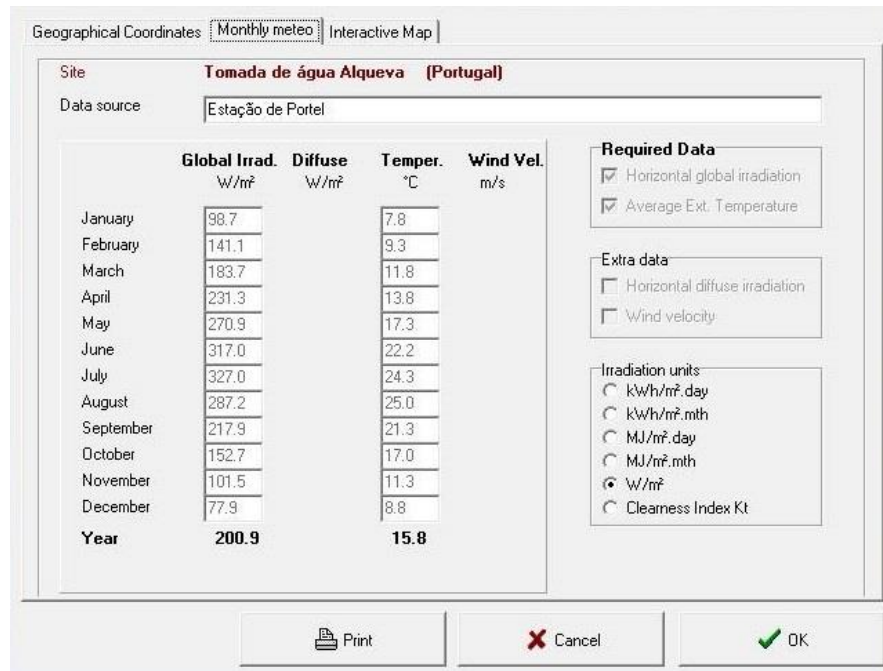 Geographical Coordinates Monthly meteo Interactive Map
Site Tomada de água Alqueva (Portugal)
Data source Estação de Portel
Global Irrad. Diffuse Temper. Wind Vel.
W/m² W/m² °C m/s
January 98.7 7.8
February 141.1 9.3
March 183.7 11.8
April 231.3 13.8
May 270.9 17.3
June 317.0 22.2
July 327.0 24.3
August 287.2 25.0
September 217.9 21.3
October 152.7 17.0
November 101.5 11.3
December 77.9 8.8
Year 200.9 15.8
Required Data
Horizontal global irradiation
Average Ext. Temperature
Extra data
Horizontal diffuse irradiation
Wind velocity
Irradiation units
kWh/m².day
kWh/m².mth
MJ/m².day
MJ/m².mth
W/m²
Clearness Index Kt
Print Cancel OK